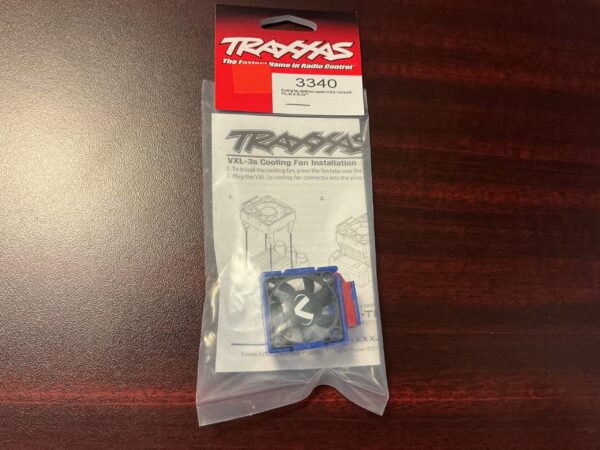 TRAXXAS
The Fastest Name in Radio Control
3340
TRAXXAS
VXL-3s Cooling Fan Installation
1. To install the cooling fan, press the fan tabs over the
2. Plug the VXL-3s cooling fan connector into the plug
1.
2.